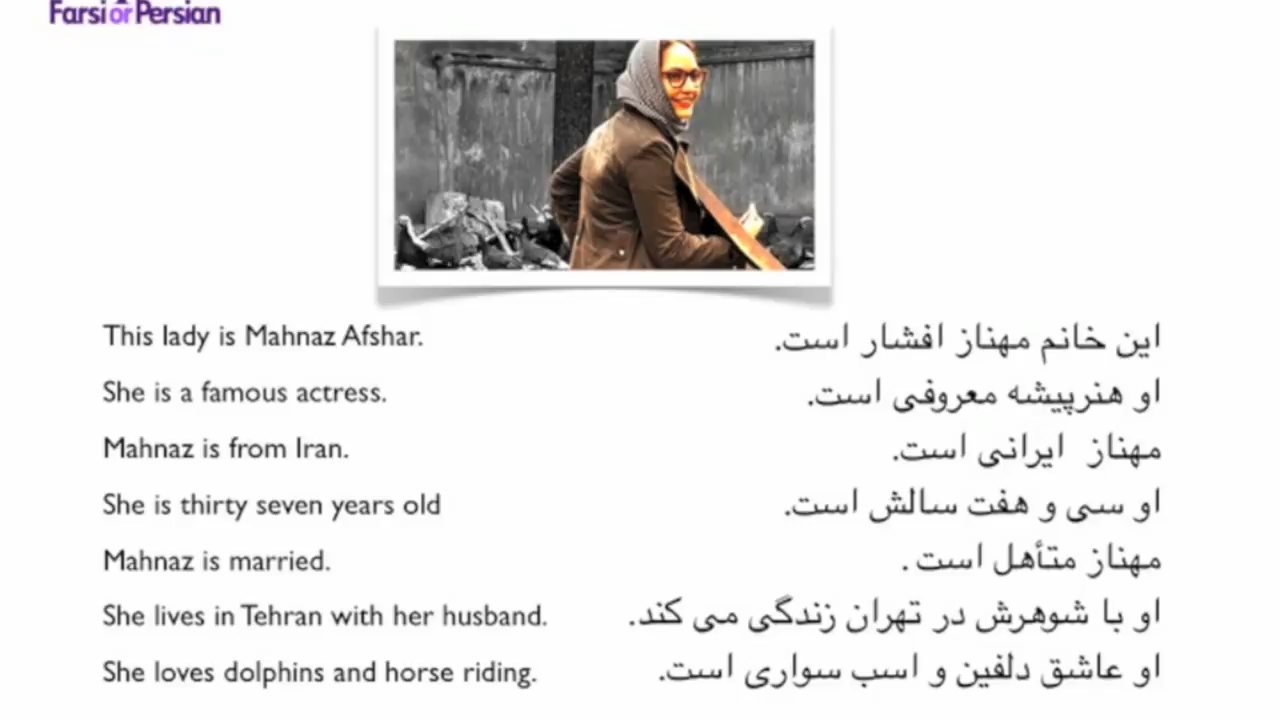 Farsi or Persian
This lady is Mahnaz Afshar.
این خانم مهناز افشار است.
She is a famous actress.
او هنرپیشه معروفی است.
Mahnaz is from Iran.
مهناز ایرانی است.
She is thirty seven years old
او سی و هفت سالش است.
Mahnaz is married.
مهناز متأهل است .
She lives in Tehran with her husband.
او با شوهرش در تهران زندگی می کند.
She loves dolphins and horse riding.
او عاشق دلفین و اسب سواری است.